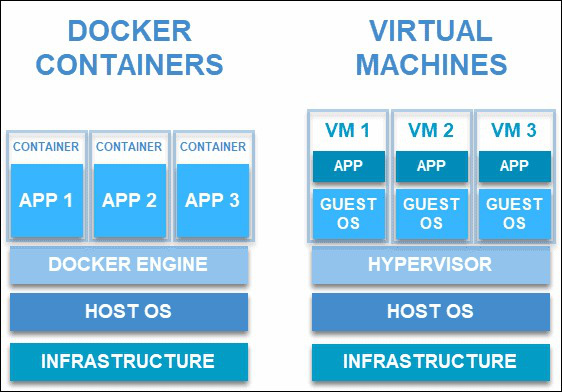 DOCKER
CONTAINERS
CONTAINER
CONTAINER
CONTAINER
APP 1
APP 2
APP 3
DOCKER ENGINE
HOST OS
INFRASTRUCTURE
VIRTUAL
MACHINES
VM 1
VM 2
VM 3
APP
APP
APP
GUEST
OS
GUEST
OS
GUEST
OS
HYPERVISOR
HOST OS
INFRASTRUCTURE